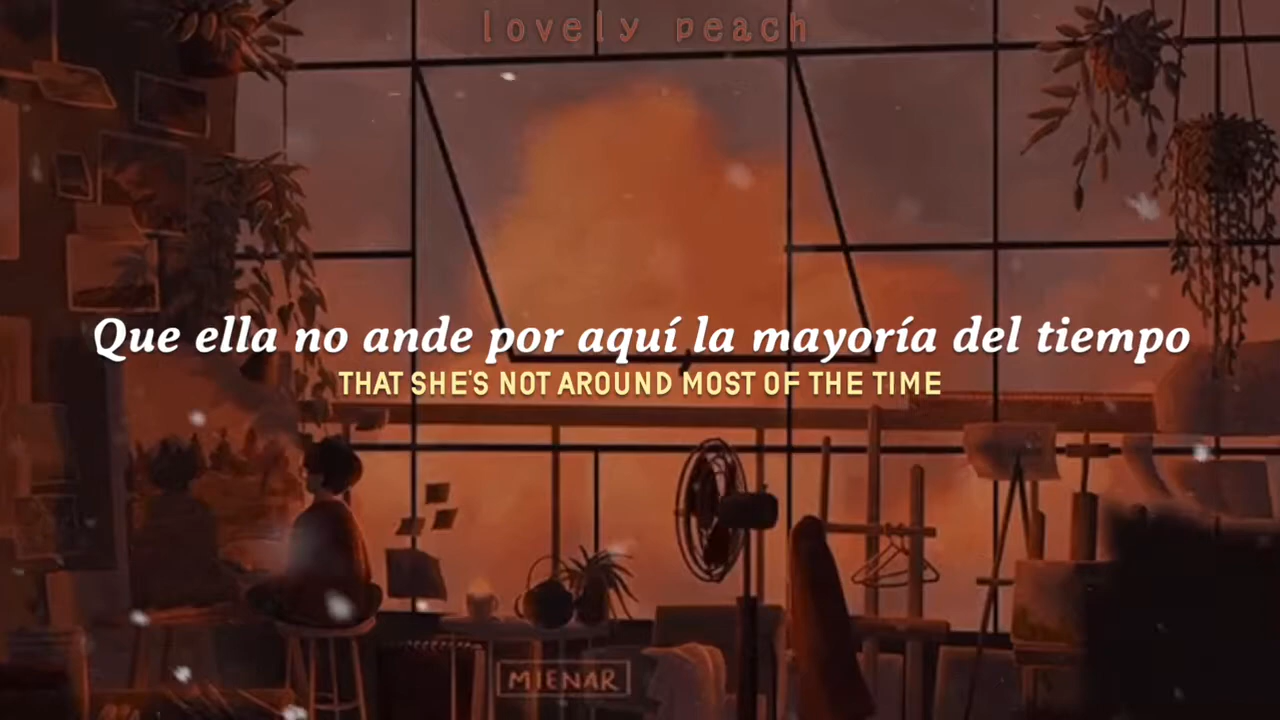 lovely peach
Que ella no ande por aquí la mayoría del tiempo
THAT SHE'S NOT AROUND MOST OF THE TIME
MIENAR